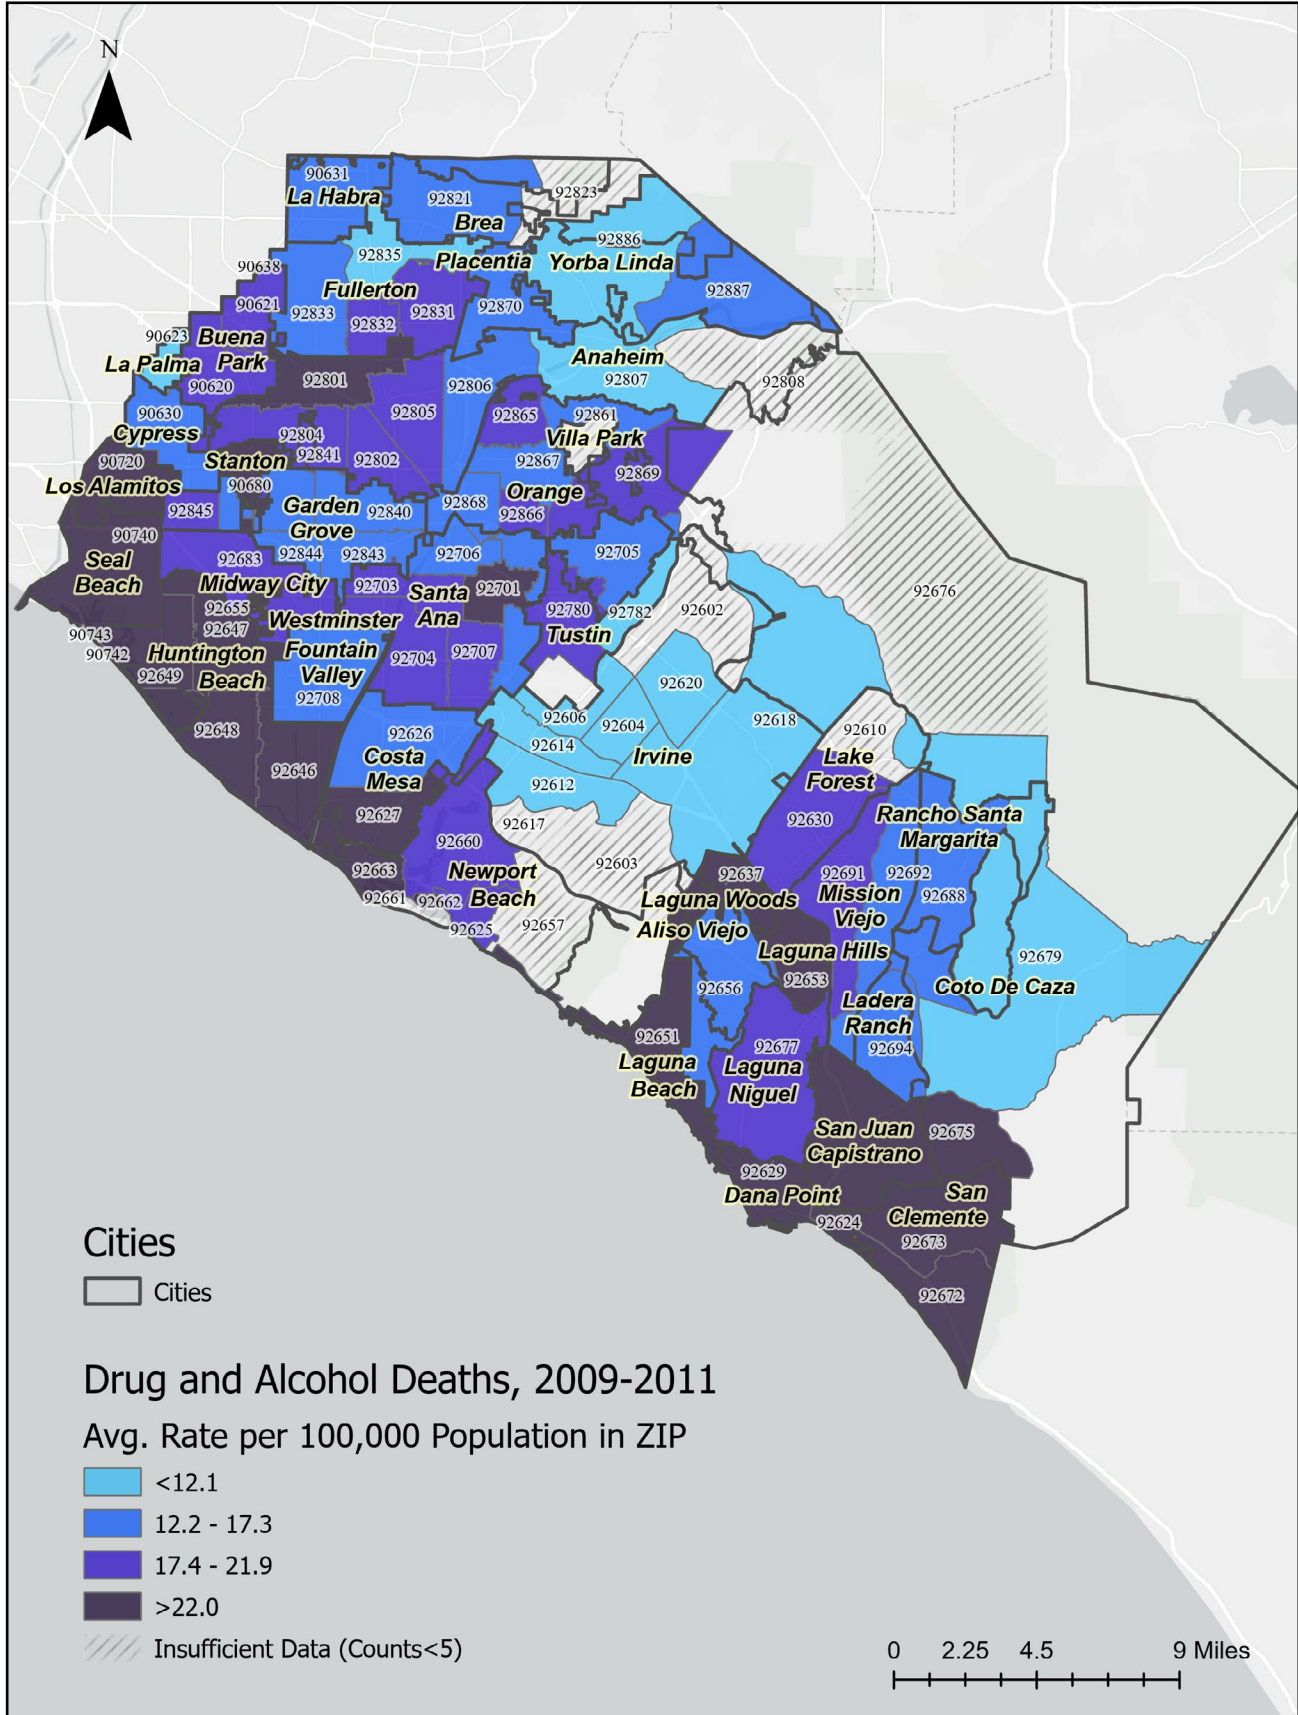 N
90631
La Habra
92821
Brea
92823
92886
Yorba Linda
92835
Placentia
90638
Fullerton
92887
90621
92833
92832
92831
92870
90623
Buena
Park
La Palma
Anaheim
92807
92808
90620
92801
92806
90630
Cypress
92805
92865
92861
Villa Park
92804
92841
92802
92867
92869
Stanton
90720
Los Alamitos
90680
Orange
92845
Garden
Grove
92840
92868
92866
90740
Seal
Beach
92683
92844
92843
92706
92705
Midway City
92703
Santa
Ana
92701
92676
92655
92647
Westminster
92780
Tustin
92782
92602
90743
90742
Huntington
Beach
Fountain
Valley
92704
92707
92649
92708
92620
92648
92626
92606
92604
92618
92610
Costa
Mesa
92614
Irvine
Lake
Forest
92646
92612
92627
92617
92630
Rancho Santa
Margarita
92660
92603
92663
Newport
Beach
92637
92691
92692
92688
92661
92662
Laguna Woods
Mission
Viejo
92625
92657
Aliso Viejo
Laguna Hills
92679
92653
92656
Coto De Caza
Ladera
Ranch
92651
92677
92694
Laguna
Beach
Laguna
Niguel
San Juan
Capistrano
92675
92629
Dana Point
San
Clemente
92624
92673
92672
Cities
Cities
Drug and Alcohol Deaths, 2009-2011
Avg. Rate per 100,000 Population in ZIP
<12.1
12.2 - 17.3
17.4 - 21.9
>22.0
Insufficient Data (Counts<5)
0 2.25 4.5 9 Miles